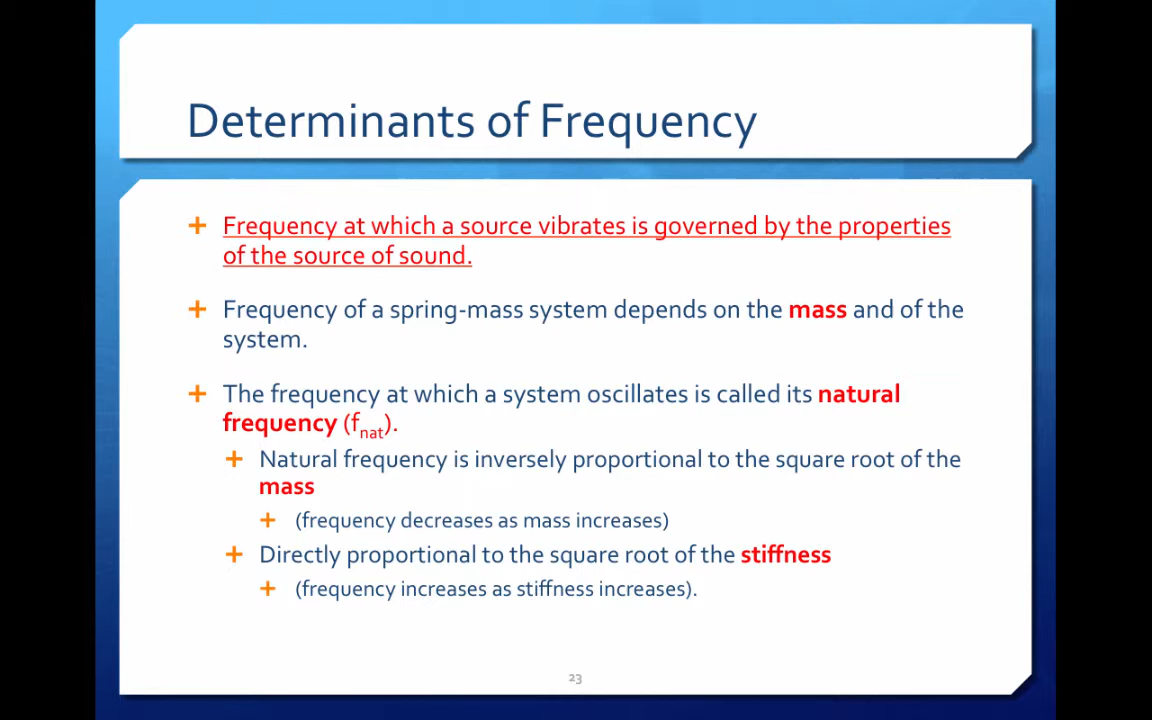 Determinants of Frequency
Frequency at which a source vibrates is governed by the properties
of the source of sound.
Frequency of a spring-mass system depends on the mass and of the
system.
The frequency at which a system oscillates is called its natural
frequency (fnat).
Natural frequency is inversely proportional to the square root of the
mass
(frequency decreases as mass increases)
Directly proportional to the square root of the stiffness
(frequency increases as stiffness increases).
23